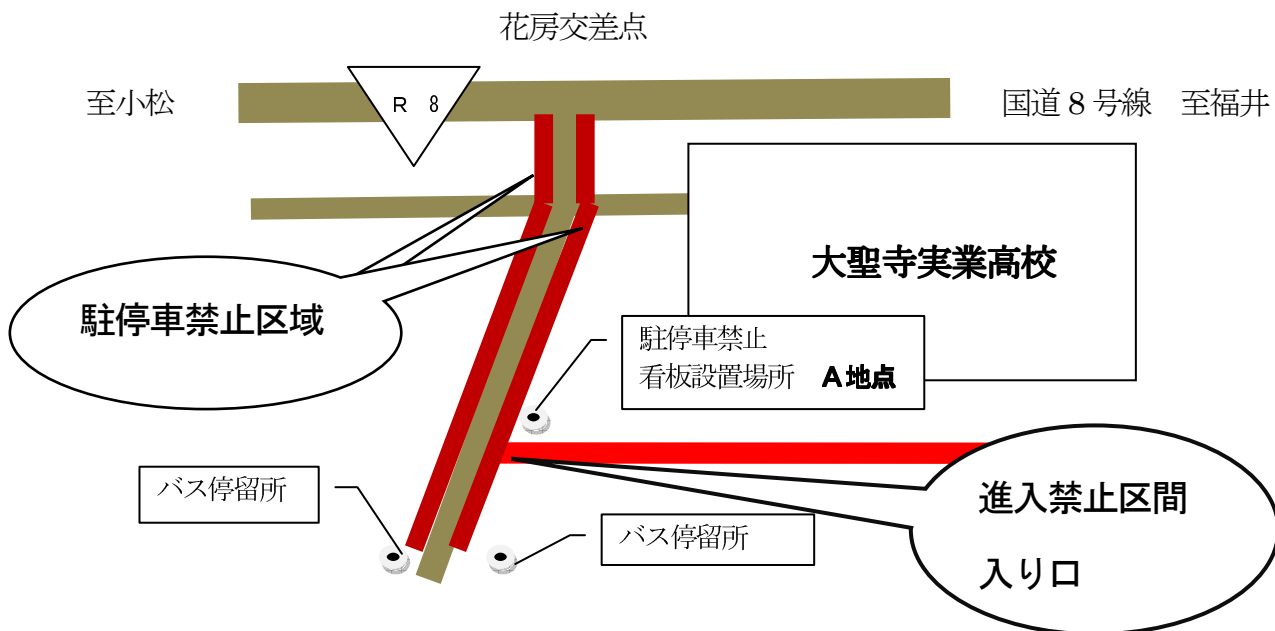 花房交差点
至小松
R 8
国道8号線 至福井
大聖寺実業高校
駐停車禁止区域
駐停車禁止
看板設置場所 A地点
バス停留所
バス停留所
進入禁止区間
入り口